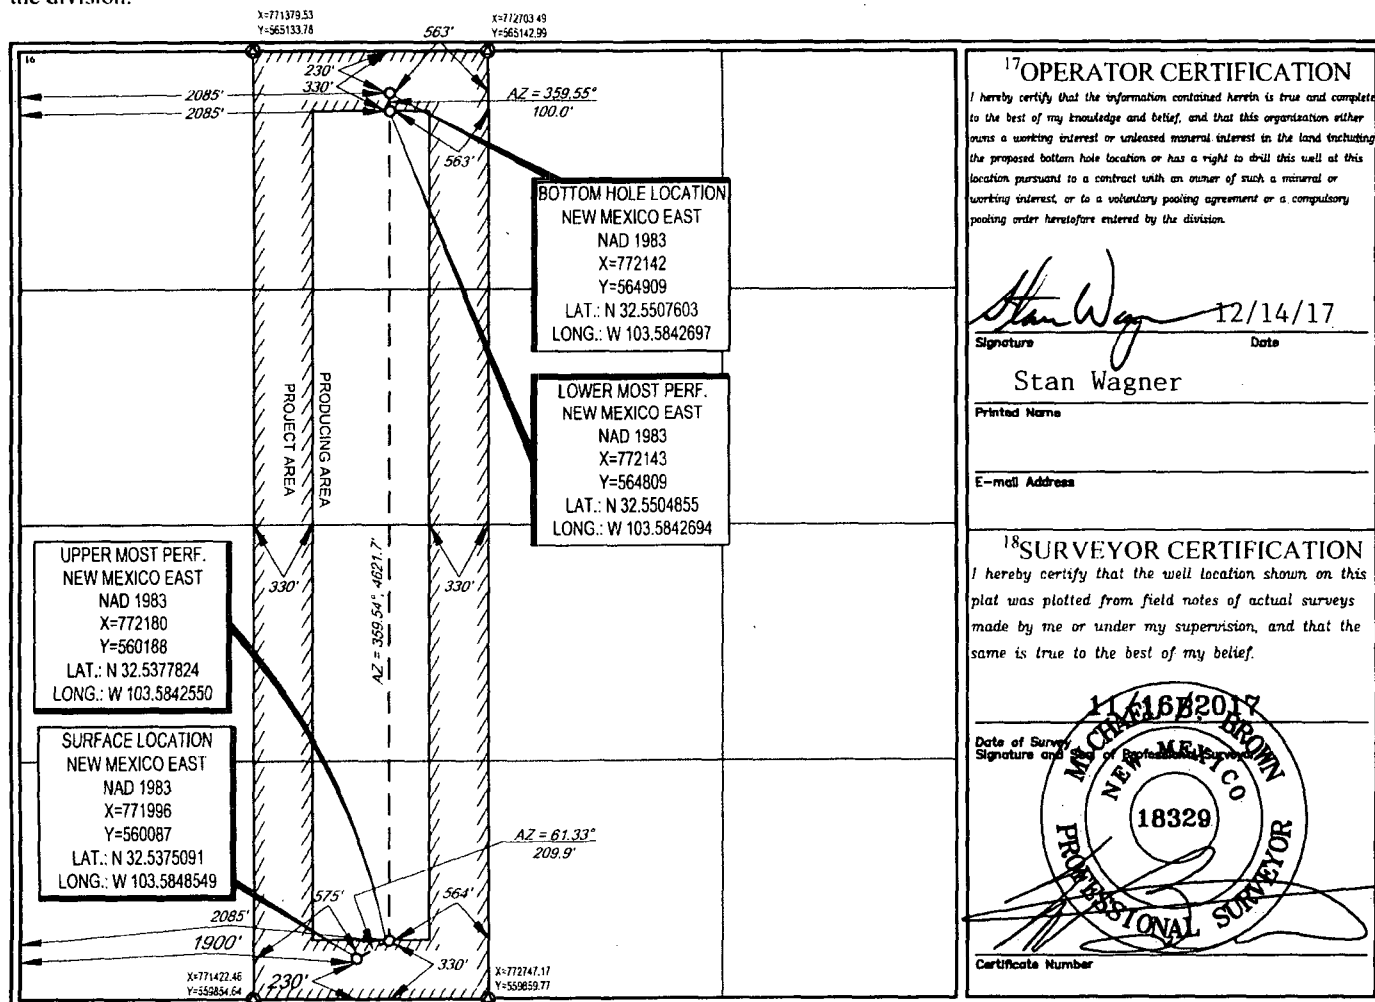 the division.
X=771379.53
Y=565133.78
X=772703.49
Y=565142.99
563'
16
230'
330'
2085'
2085'
AZ = 359.55°
100.0'
563'
BOTTOM HOLE LOCATION
NEW MEXICO EAST
NAD 1983
X=772142
Y=564909
LAT.: N 32.5507603
LONG.: W 103.5842697
LOWER MOST PERF.
NEW MEXICO EAST
NAD 1983
X=772143
Y=564809
LAT.: N 32.5504855
LONG.: W 103.5842694
PROJECT AREA
PRODUCING AREA
330'
330'
AZ = 359.54°, 4621.7'
UPPER MOST PERF.
NEW MEXICO EAST
NAD 1983
X=772180
Y=560188
LAT.: N 32.5377824
LONG.: W 103.5842550
SURFACE LOCATION
NEW MEXICO EAST
NAD 1983
X=771996
Y=560087
LAT.: N 32.5375091
LONG.: W 103.5848549
AZ = 61.33°
209.9'
575'
564'
2085'
1900'
330'
230'
X=771422.46
Y=559854.64
X=772747.17
Y=559859.77
17 OPERATOR CERTIFICATION
I hereby certify that the information contained herein is true and complete
to the best of my knowledge and belief, and that this organization either
owns a working interest or unleased mineral interest in the land including
the proposed bottom hole location or has a right to drill this well at this
location pursuant to a contract with an owner of such a mineral or
working interest, or to a voluntary pooling agreement or a compulsory
pooling order heretofore entered by the division.
Stan Wagner 12/14/17
Signature Date
Stan Wagner
Printed Name
E-mail Address
18 SURVEYOR CERTIFICATION
I hereby certify that the well location shown on this
plat was plotted from field notes of actual surveys
made by me or under my supervision, and that the
same is true to the best of my belief.
11/16/2017
Date of Survey
Signature and Seal of Professional Surveyor
MICHAEL B. BROWN
NEW MEXICO
18329
PROFESSIONAL SURVEYOR
Certificate Number